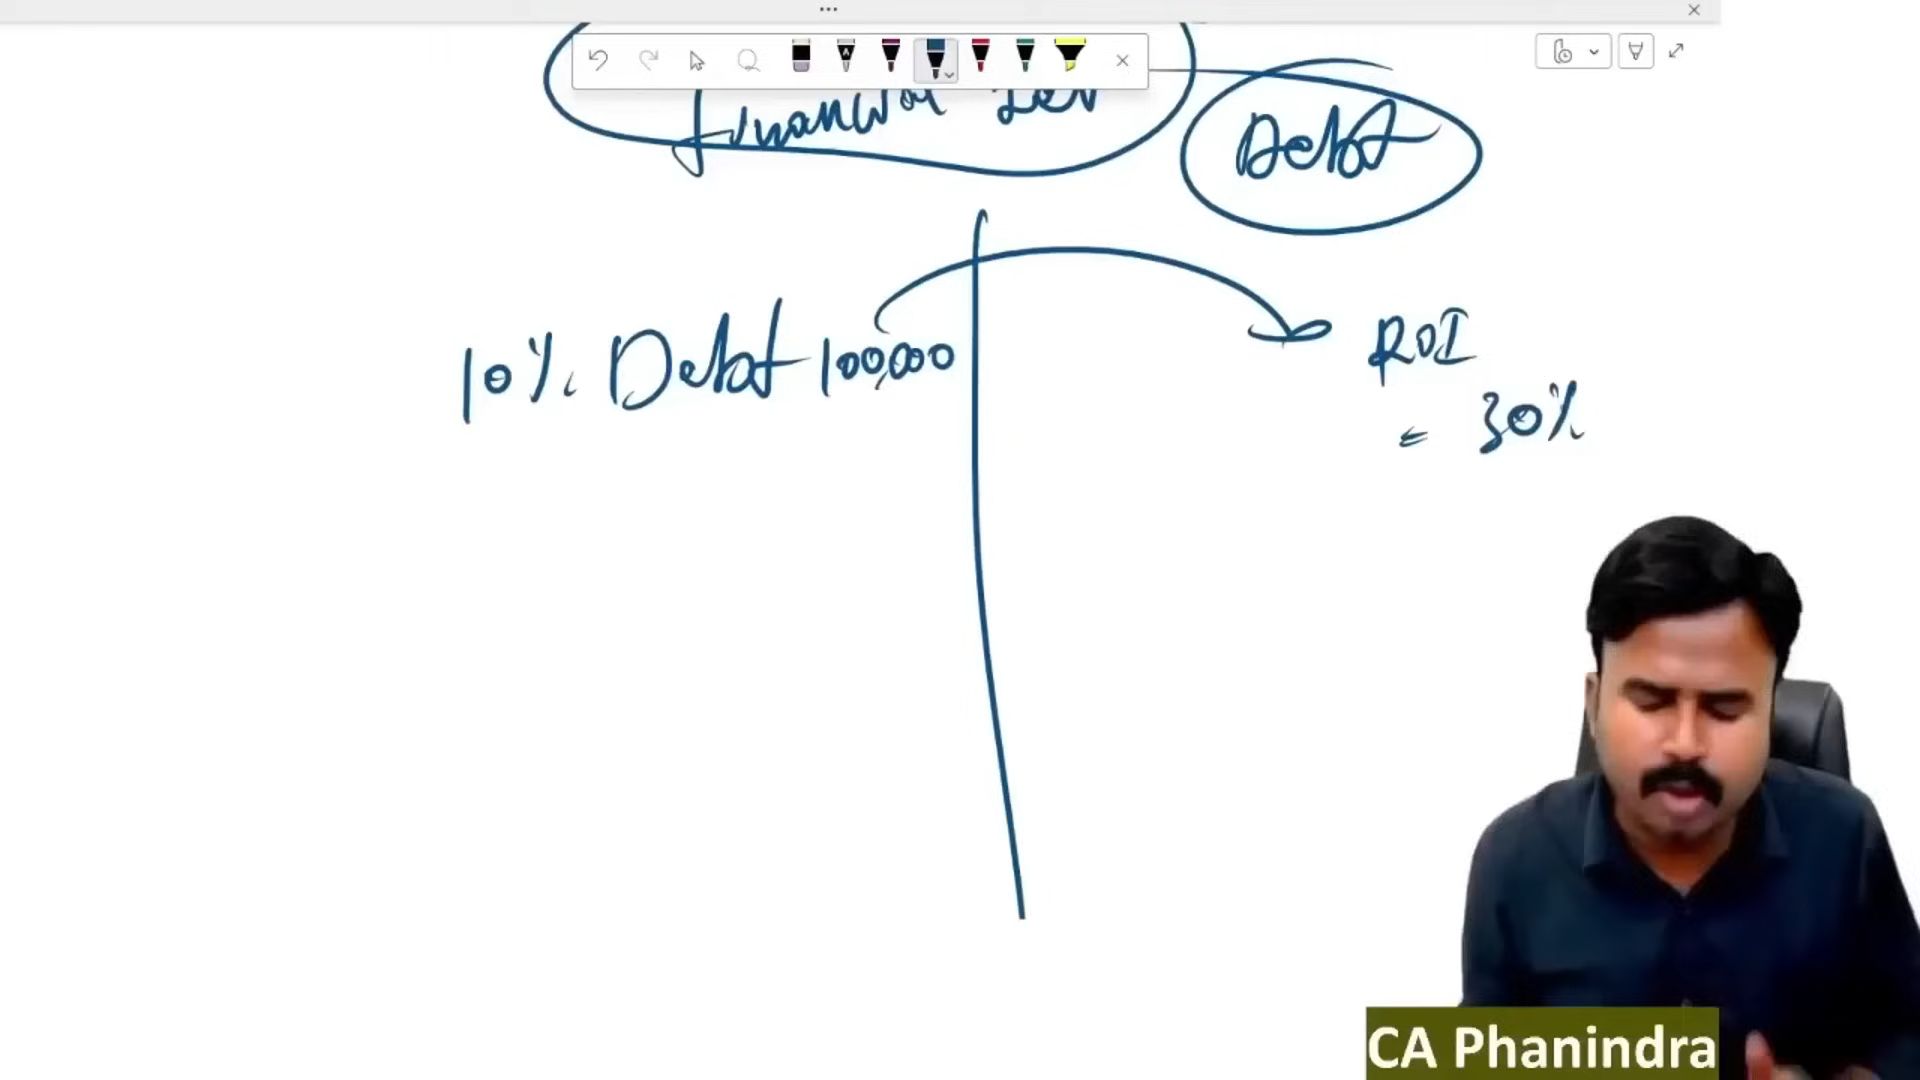 Financial Lev
Debt
10% Debt 100,000
ROI
= 30%
CA Phanindra